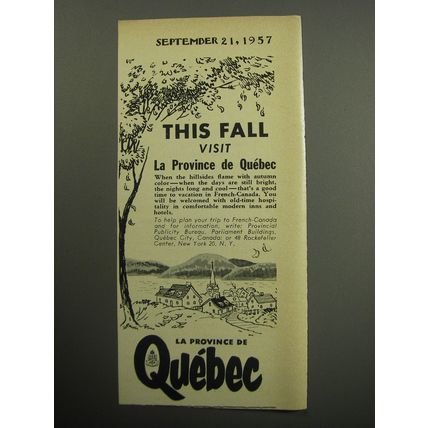 SEPTEMBER 21, 1957
THIS FALL
VISIT
La Province de Québec
When the hillsides flame with autumn
color—when the days are still bright,
the nights long and cool—that's a good
time to vacation in French-Canada. You
will be welcomed with old-time hospi-
tality in comfortable modern inns and
hotels.
To help plan your trip to French-Canada
and for information, write: Provincial
Publicity Bureau, Parliament Buildings,
Québec City, Canada; or 48 Rockefeller
Center, New York 20, N. Y.
LA PROVINCE DE
Québec